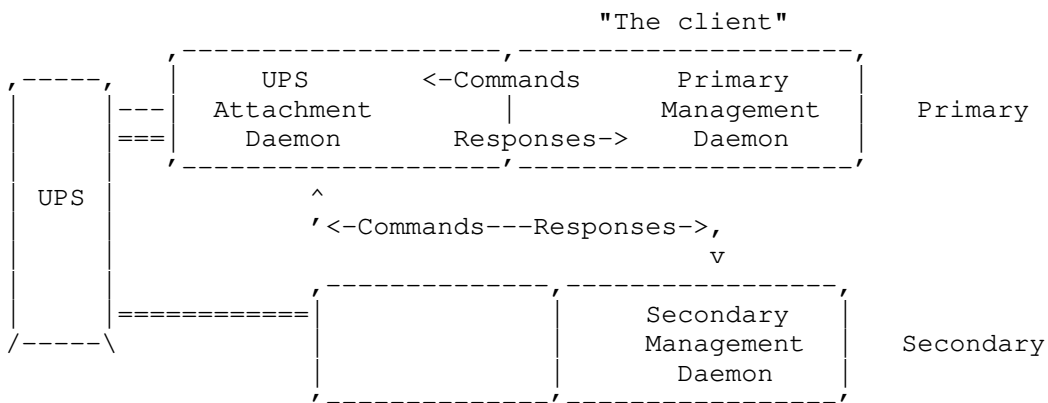 "The client"
UPS <-Commands Primary
Attachment Management Primary
Daemon Responses-> Daemon
UPS
<-Commands---Responses->
Secondary
Management Secondary
Daemon